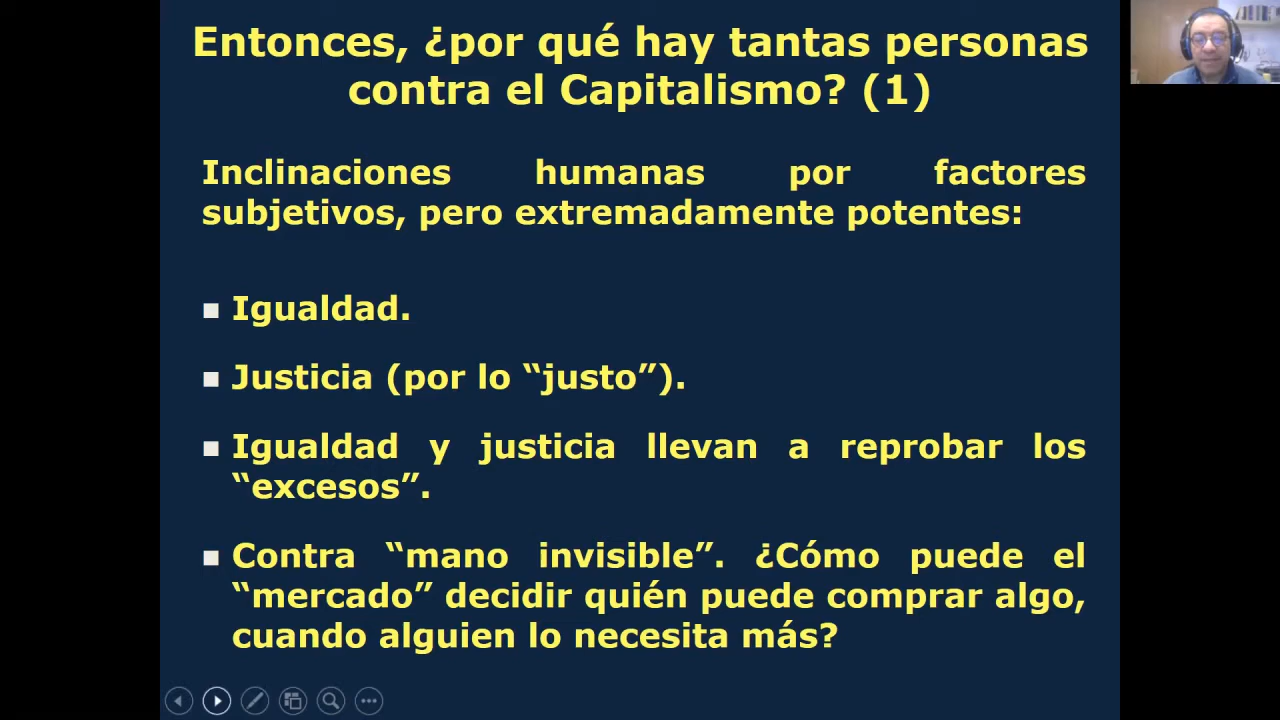 Entonces, ¿por qué hay tantas personas
contra el Capitalismo? (1)
Inclinaciones humanas por factores
subjetivos, pero extremadamente potentes:
Igualdad.
Justicia (por lo “justo”).
Igualdad y justicia llevan a reprobar los
“excesos”.
Contra “mano invisible”. ¿Cómo puede el
“mercado” decidir quién puede comprar algo,
cuando alguien lo necesita más?